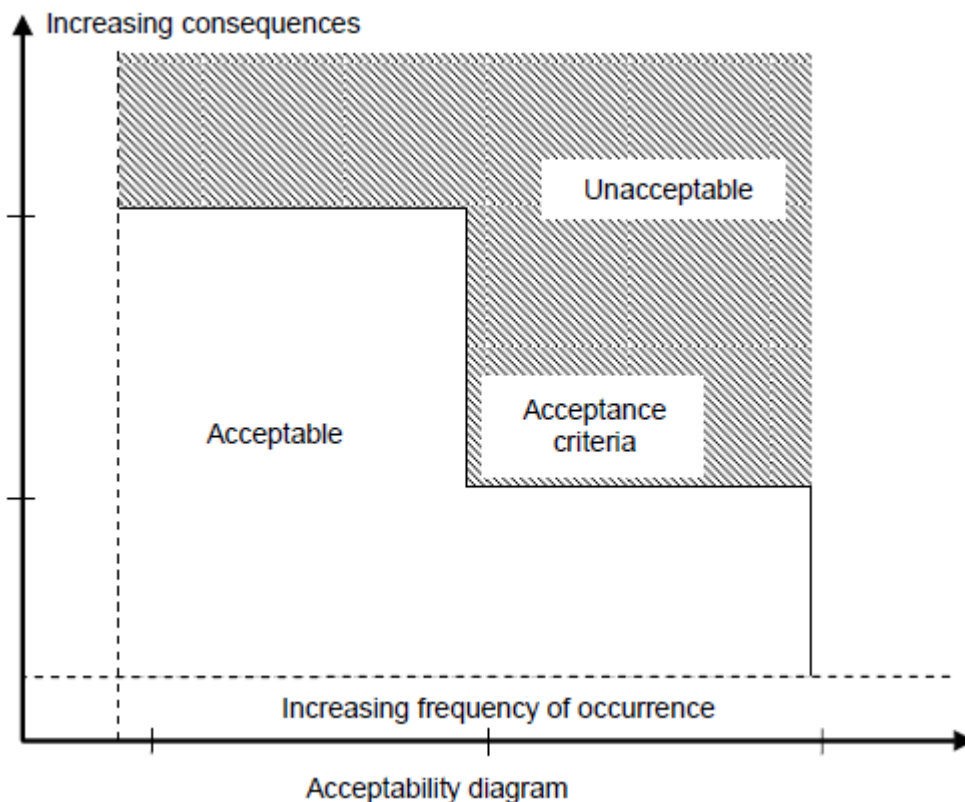 Increasing consequences
Unacceptable
Acceptance
criteria
Acceptable
Increasing frequency of occurrence
Acceptability diagram